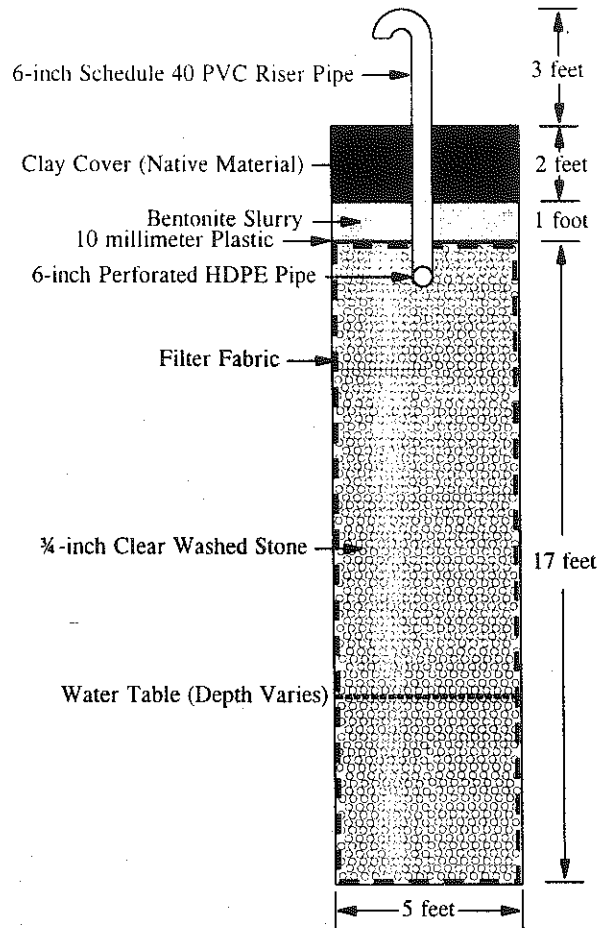 6-inch Schedule 40 PVC Riser Pipe
3 feet
Clay Cover (Native Material)
2 feet
Bentonite Slurry
1 foot
10 millimeter Plastic
6-inch Perforated HDPE Pipe
Filter Fabric
¾-inch Clear Washed Stone
17 feet
Water Table (Depth Varies)
5 feet